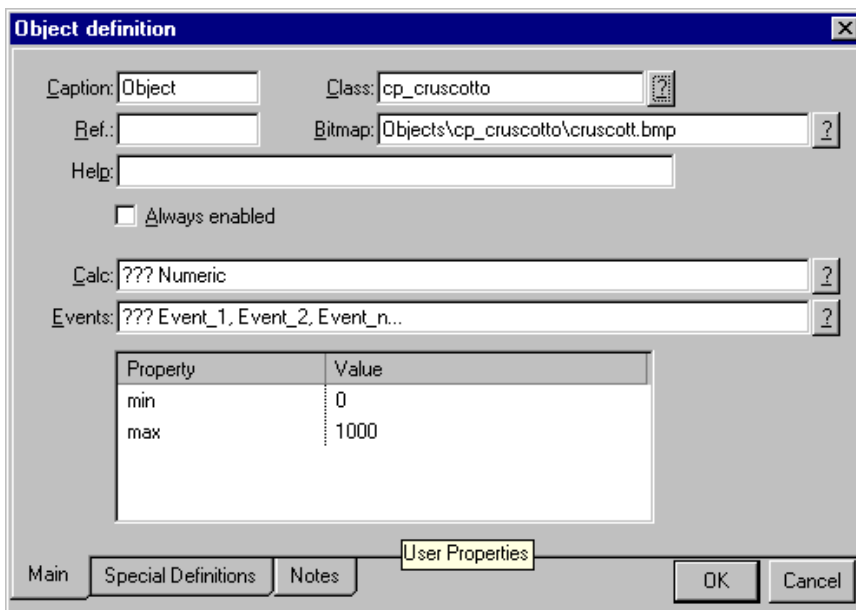 Object definition
Caption: Object Class: cp_cruscotto ?
Ref.: Bitmap: Objects\cp_cruscotto\cruscott.bmp ?
Help:
Always enabled
Calc: ??? Numeric ?
Events: ??? Event_1, Event_2, Event_n... ?
Property Value
min 0
max 1000
User Properties
Main Special Definitions Notes OK Cancel